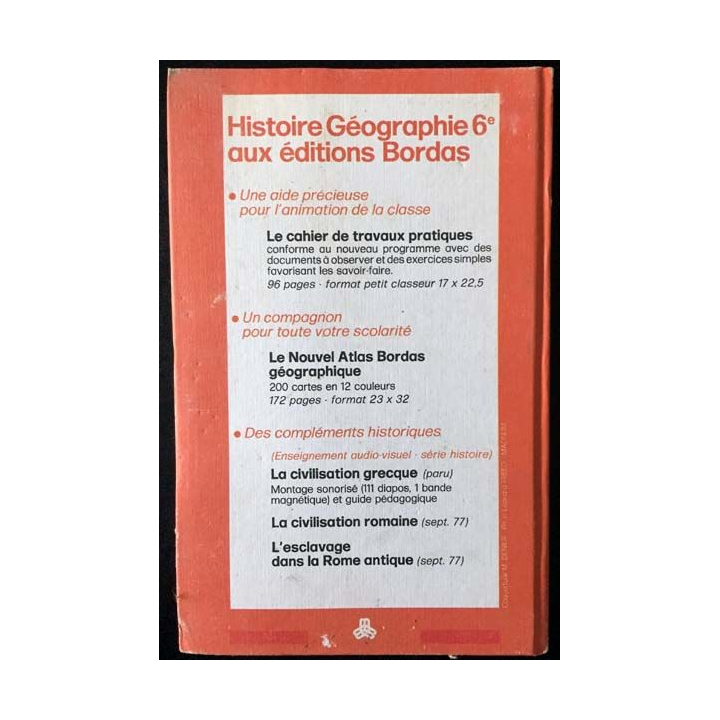 Histoire Géographie 6e
aux éditions Bordas
• Une aide précieuse
pour l'animation de la classe
Le cahier de travaux pratiques
conforme au nouveau programme avec des
documents à observer et des exercices simples
favorisant les savoir-faire.
96 pages · format petit classeur 17 x 22,5
• Un compagnon
pour toute votre scolarité
Le Nouvel Atlas Bordas
géographique
200 cartes en 12 couleurs
172 pages · format 23 x 32
• Des compléments historiques
(Enseignement audio-visuel · série histoire)
La civilisation grecque (paru)
Montage sonorisé (111 diapos, 1 bande
magnétique) et guide pédagogique
La civilisation romaine (sept. 77)
L'esclavage
dans la Rome antique (sept. 77)
Couverture M.